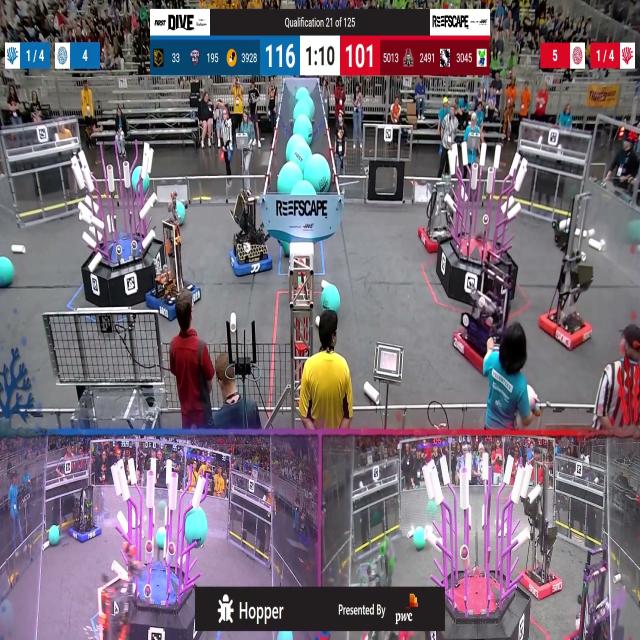 FIRST DIVE
Qualification 21 of 125
REEFSCAPE
1 / 4
4
33 195 3928
116
1:10
101
5013 2491 3045
5
1 / 4
REEFSCAPE
Hopper
Presented By
pwc